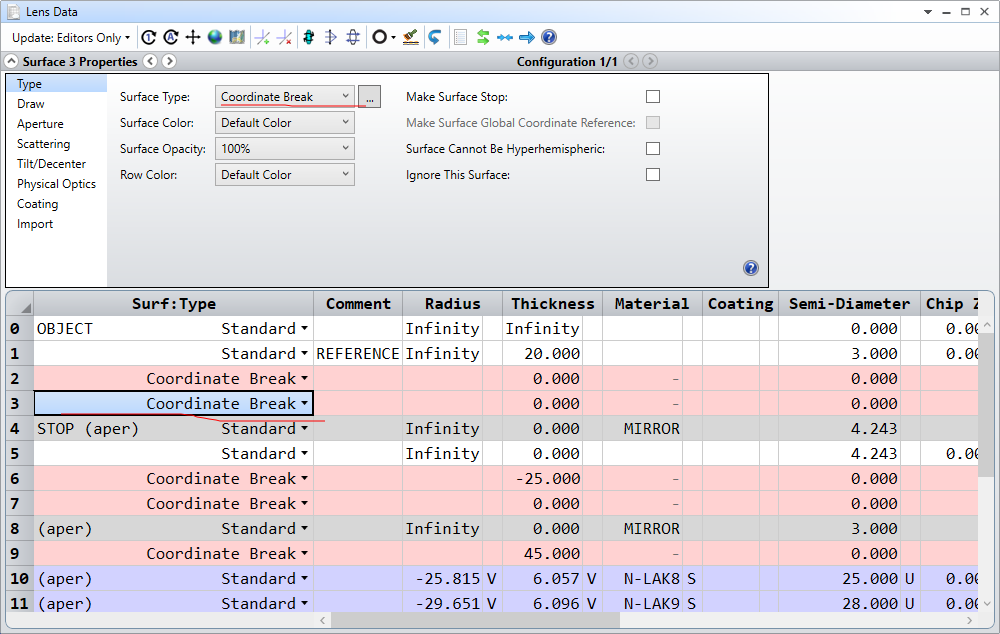 Lens Data
Update: Editors Only
Surface 3 Properties Configuration 1/1
Type
Draw
Aperture
Scattering
Tilt/Decenter
Physical Optics
Coating
Import
Surface Type: Coordinate Break ... Make Surface Stop:
Surface Color: Default Color Make Surface Global Coordinate Reference:
Surface Opacity: 100% Surface Cannot Be Hyperhemispheric:
Row Color: Default Color Ignore This Surface:
Surf:Type Comment Radius Thickness Material Coating Semi-Diameter Chip
0 OBJECT Standard Infinity Infinity 0.000 0.00
1 Standard REFERENCE Infinity 20.000 3.000 0.00
2 Coordinate Break 0.000 - 0.000
3 Coordinate Break 0.000 - 0.000
4 STOP (aper) Standard Infinity 0.000 MIRROR 4.243
5 Standard Infinity 0.000 4.243 0.00
6 Coordinate Break -25.000 - 0.000
7 Coordinate Break 0.000 - 0.000
8 (aper) Standard Infinity 0.000 MIRROR 3.000
9 Coordinate Break 45.000 - 0.000
10 (aper) Standard -25.815 V 6.057 V N-LAK8 S 25.000 U 0.00
11 (aper) Standard -29.651 V 6.096 V N-LAK9 S 28.000 U 0.00